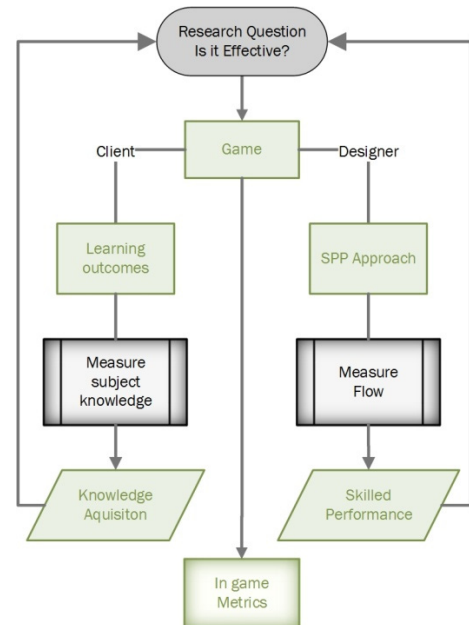 Research Question
Is it Effective?
Client
Game
Designer
Learning
outcomes
SPP Approach
Measure
subject
knowledge
Measure
Flow
Knowledge
Aquisiton
Skilled
Performance
In game
Metrics